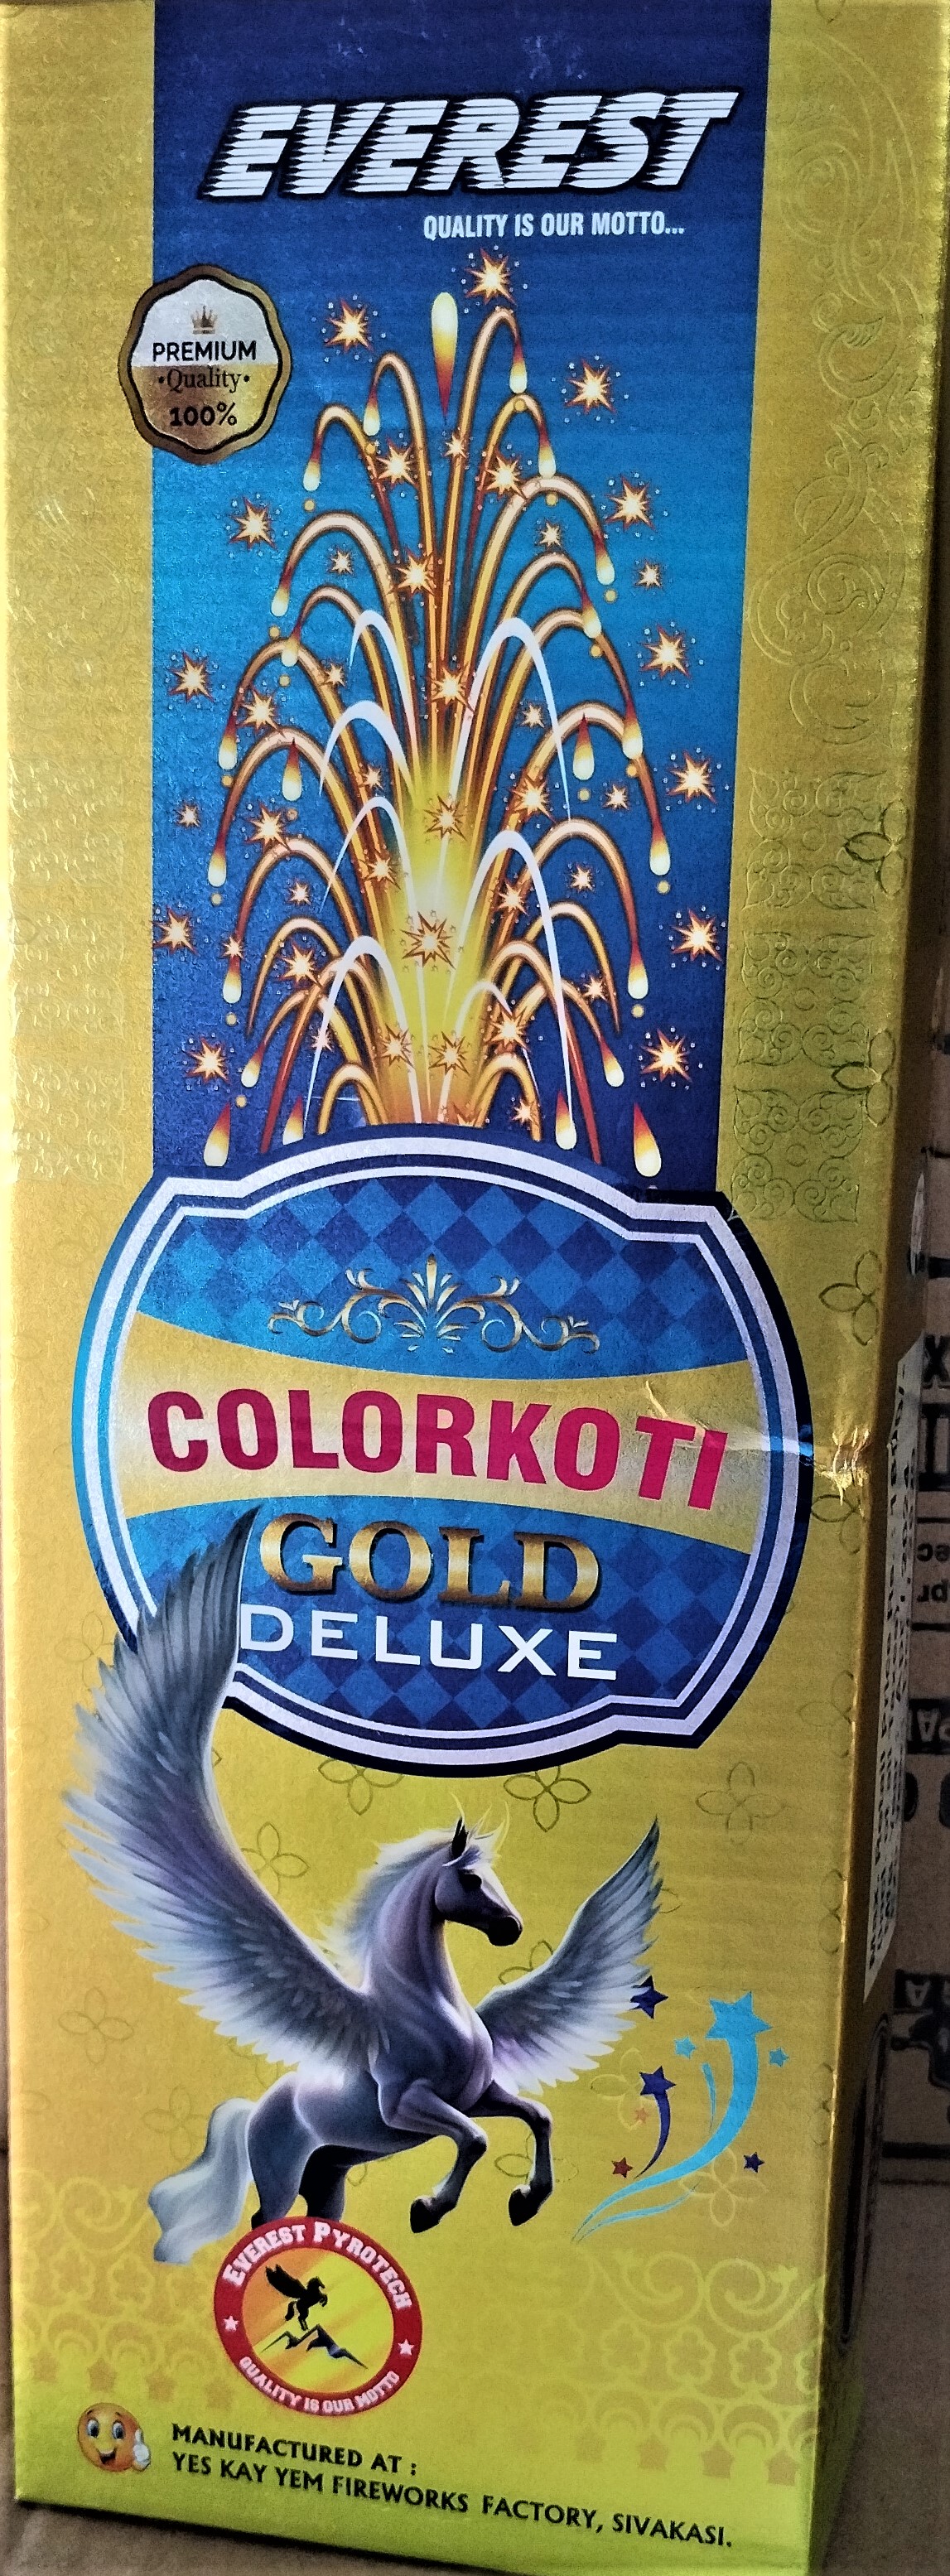 EVEREST
QUALITY IS OUR MOTTO...
PREMIUM
•Quality•
100%
COLORKOTI
GOLD
DELUXE
EVEREST PYROTECH
QUALITY IS OUR MOTTO
MANUFACTURED AT :
YES KAY YEM FIREWORKS FACTORY, SIVAKASI.